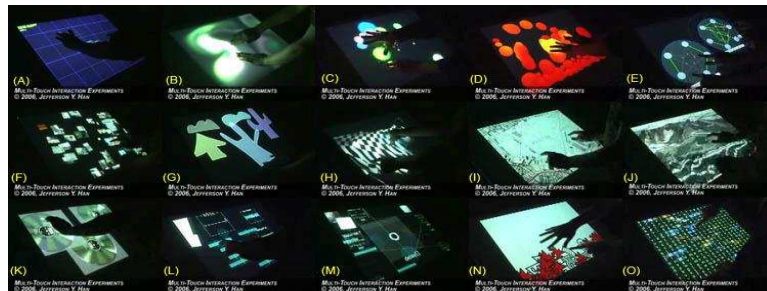 (A) (B) (C) (D) (E)
MULTI-TOUCH INTERACTION EXPERIMENTS MULTI-TOUCH INTERACTION EXPERIMENTS MULTI-TOUCH INTERACTION EXPERIMENTS MULTI-TOUCH INTERACTION EXPERIMENTS MULTI-TOUCH INTERACTION EXPERIMENTS
© 2006, JEFFERSON Y. HAN © 2006, JEFFERSON Y. HAN © 2006, JEFFERSON Y. HAN © 2006, JEFFERSON Y. HAN © 2006, JEFFERSON Y. HAN
(F) (G) (H) (I) (J)
MULTI-TOUCH INTERACTION EXPERIMENTS MULTI-TOUCH INTERACTION EXPERIMENTS MULTI-TOUCH INTERACTION EXPERIMENTS MULTI-TOUCH INTERACTION EXPERIMENTS MULTI-TOUCH INTERACTION EXPERIMENTS
© 2006, JEFFERSON Y. HAN © 2006, JEFFERSON Y. HAN © 2006, JEFFERSON Y. HAN © 2006, JEFFERSON Y. HAN © 2006, JEFFERSON Y. HAN
(K) (L) (M) (N) (O)
MULTI-TOUCH INTERACTION EXPERIMENTS MULTI-TOUCH INTERACTION EXPERIMENTS MULTI-TOUCH INTERACTION EXPERIMENTS MULTI-TOUCH INTERACTION EXPERIMENTS MULTI-TOUCH INTERACTION EXPERIMENTS
© 2006, JEFFERSON Y. HAN © 2006, JEFFERSON Y. HAN © 2006, JEFFERSON Y. HAN © 2006, JEFFERSON Y. HAN © 2006, JEFFERSON Y. HAN